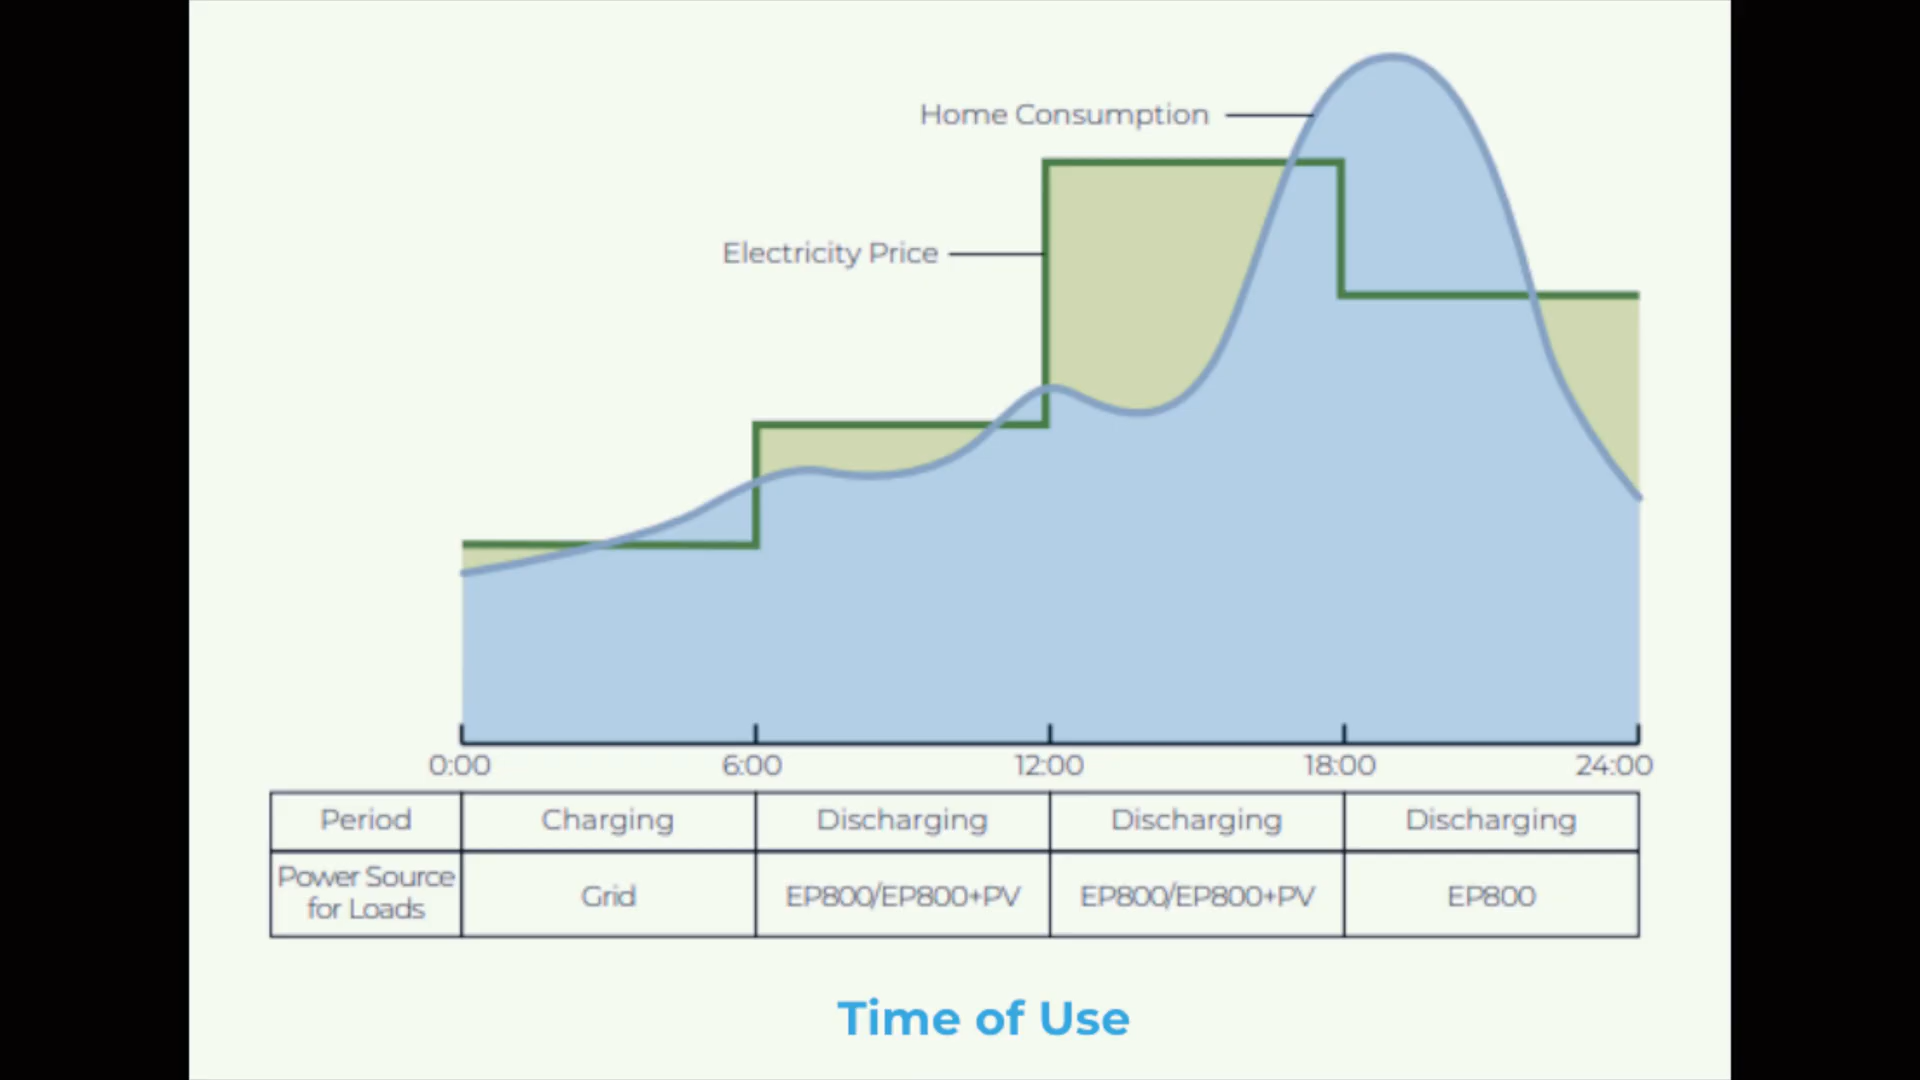 Home Consumption
Electricity Price
0:00 6:00 12:00 18:00 24:00
Period Charging Discharging Discharging Discharging
Power Source
for Loads
Grid EP800/EP800+PV EP800/EP800+PV EP800
Time of Use